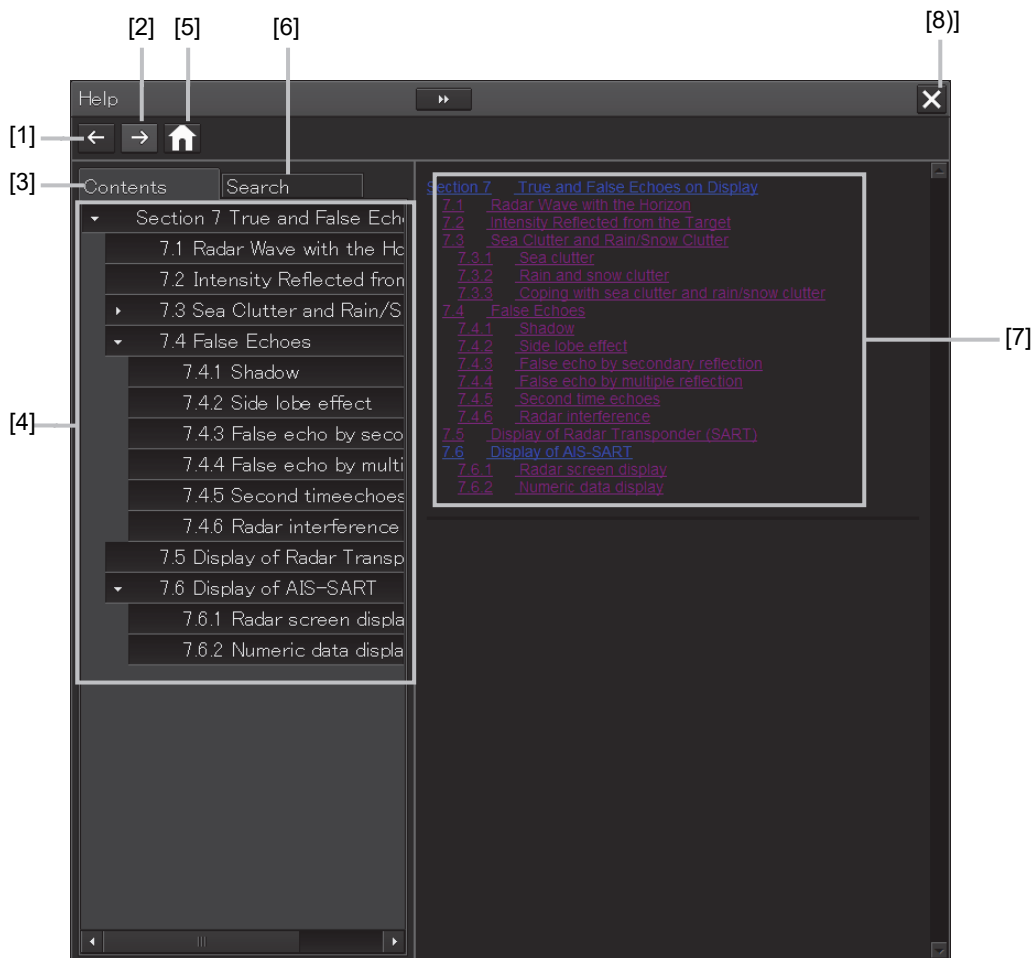 [2] [5] [6] [8)]
Help
[1]
[3]
Contents Search
[4]
Section 7 True and False Ech
7.1 Radar Wave with the Ho
7.2 Intensity Reflected fron
7.3 Sea Clutter and Rain/S
7.4 False Echoes
7.4.1 Shadow
7.4.2 Side lobe effect
7.4.3 False echo by seco
7.4.4 False echo by multi
7.4.5 Second timeechoes
7.4.6 Radar interference
7.5 Display of Radar Transp
7.6 Display of AIS-SART
7.6.1 Radar screen displa
7.6.2 Numeric data displa
Section 7 True and False Echoes on Display
7.1 Radar Wave with the Horizon
7.2 Intensity Reflected from the Target
7.3 Sea Clutter and Rain/Snow Clutter
7.3.1 Sea clutter
7.3.2 Rain and snow clutter
7.3.3 Coping with sea clutter and rain/snow clutter
7.4 False Echoes
7.4.1 Shadow
7.4.2 Side lobe effect
7.4.3 False echo by secondary reflection
7.4.4 False echo by multiple reflection
7.4.5 Second time echoes
7.4.6 Radar interference
7.5 Display of Radar Transponder (SART)
7.6 Display of AIS-SART
7.6.1 Radar screen display
7.6.2 Numeric data display
[7]